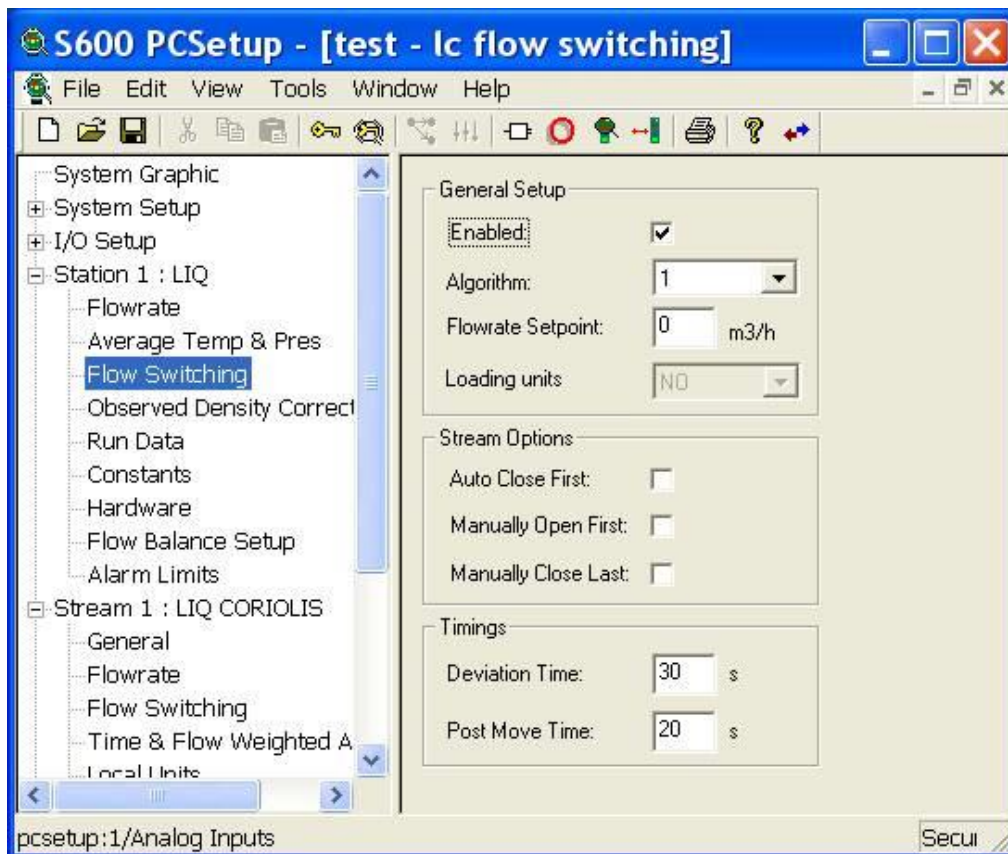 S600 PCSetup - [test - lc flow switching]
File Edit View Tools Window Help
System Graphic
System Setup
I/O Setup
Station 1 : LIQ
Flowrate
Average Temp & Pres
Flow Switching
Observed Density Correct
Run Data
Constants
Hardware
Flow Balance Setup
Alarm Limits
Stream 1 : LIQ CORIOLIS
General
Flowrate
Flow Switching
Time & Flow Weighted A
Local Units
General Setup
Enabled:
Algorithm: 1
Flowrate Setpoint: 0 m3/h
Loading units NO
Stream Options
Auto Close First:
Manually Open First:
Manually Close Last:
Timings
Deviation Time: 30 s
Post Move Time: 20 s
pcsetup:1/Analog Inputs
Secu